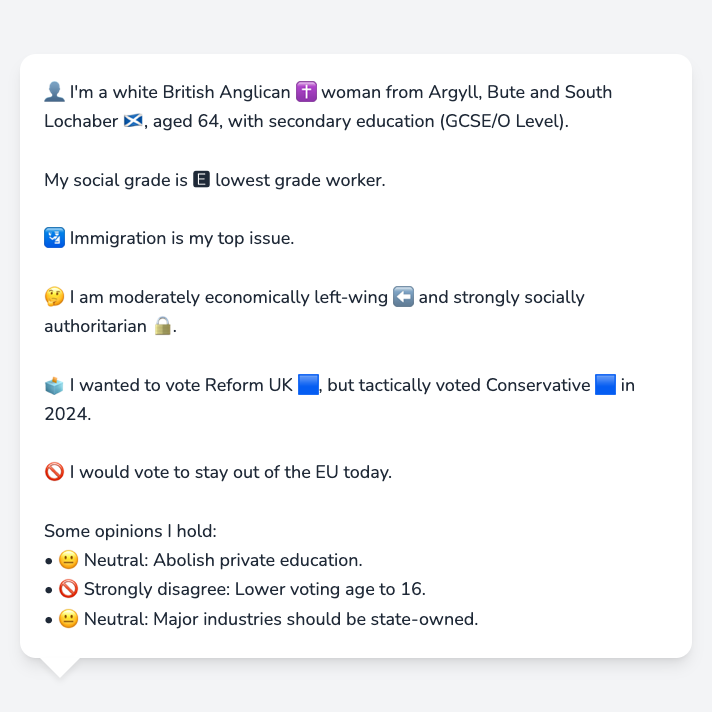 👤 I'm a white British Anglican ✝️ woman from Argyll, Bute and South
Lochaber 🏴󠁧󠁢󠁳󠁣󠁴󠁿, aged 64, with secondary education (GCSE/O Level).
My social grade is 🅴 lowest grade worker.
🛂 Immigration is my top issue.
🤔 I am moderately economically left-wing ⬅️ and strongly socially
authoritarian 🔒.
🗳️ I wanted to vote Reform UK 🟦, but tactically voted Conservative 🟦 in
2024.
🚫 I would vote to stay out of the EU today.
Some opinions I hold:
• 😐 Neutral: Abolish private education.
• 🚫 Strongly disagree: Lower voting age to 16.
• 😐 Neutral: Major industries should be state-owned.